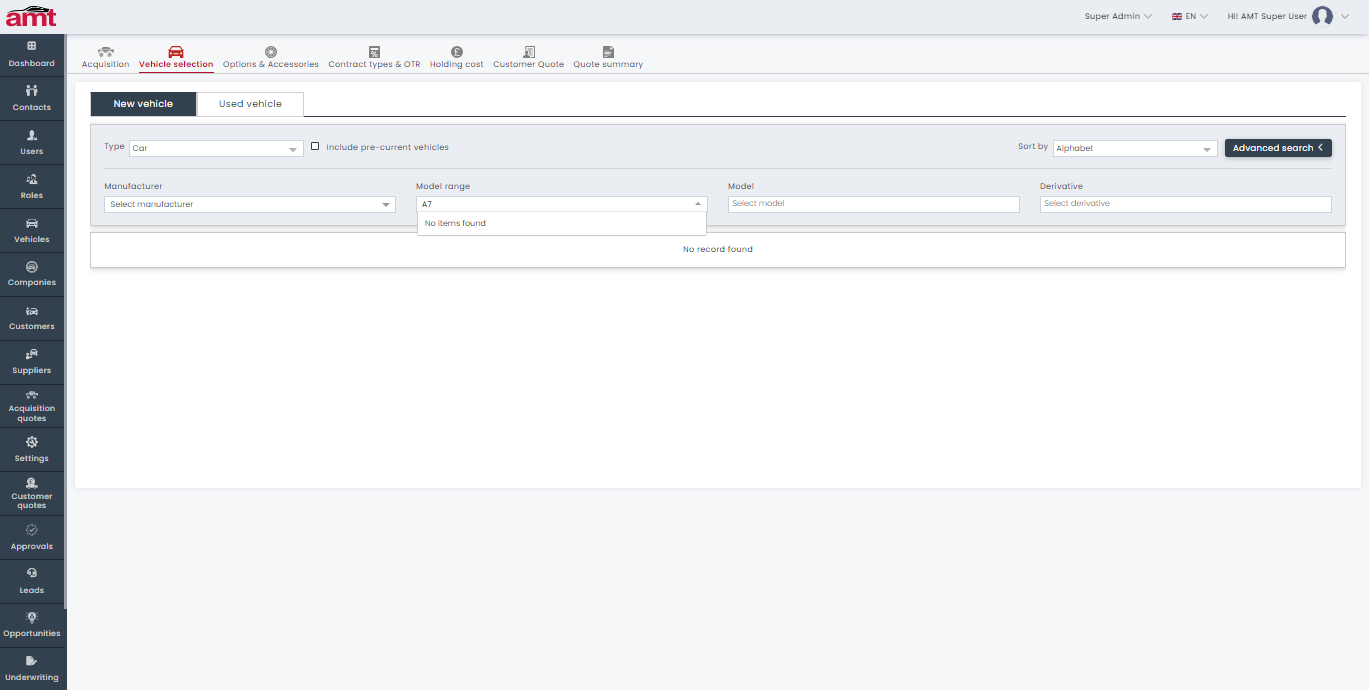 amt
Super Admin
EN
Hi! AMT Super User
Dashboard
Contacts
Users
Roles
Vehicles
Companies
Customers
Suppliers
Acquisition
quotes
Settings
Customer
quotes
Approvals
Leads
Opportunities
Underwriting
Acquisition
Vehicle selection
Options & Accessories
Contract types & OTR
Holding cost
Customer Quote
Quote summary
New vehicle
Used vehicle
Type
Car
Include pre-current vehicles
Sort by
Alphabet
Advanced search
Manufacturer
Model range
Model
Derivative
Select manufacturer
A7
Select model
Select derivative
No items found
No record found